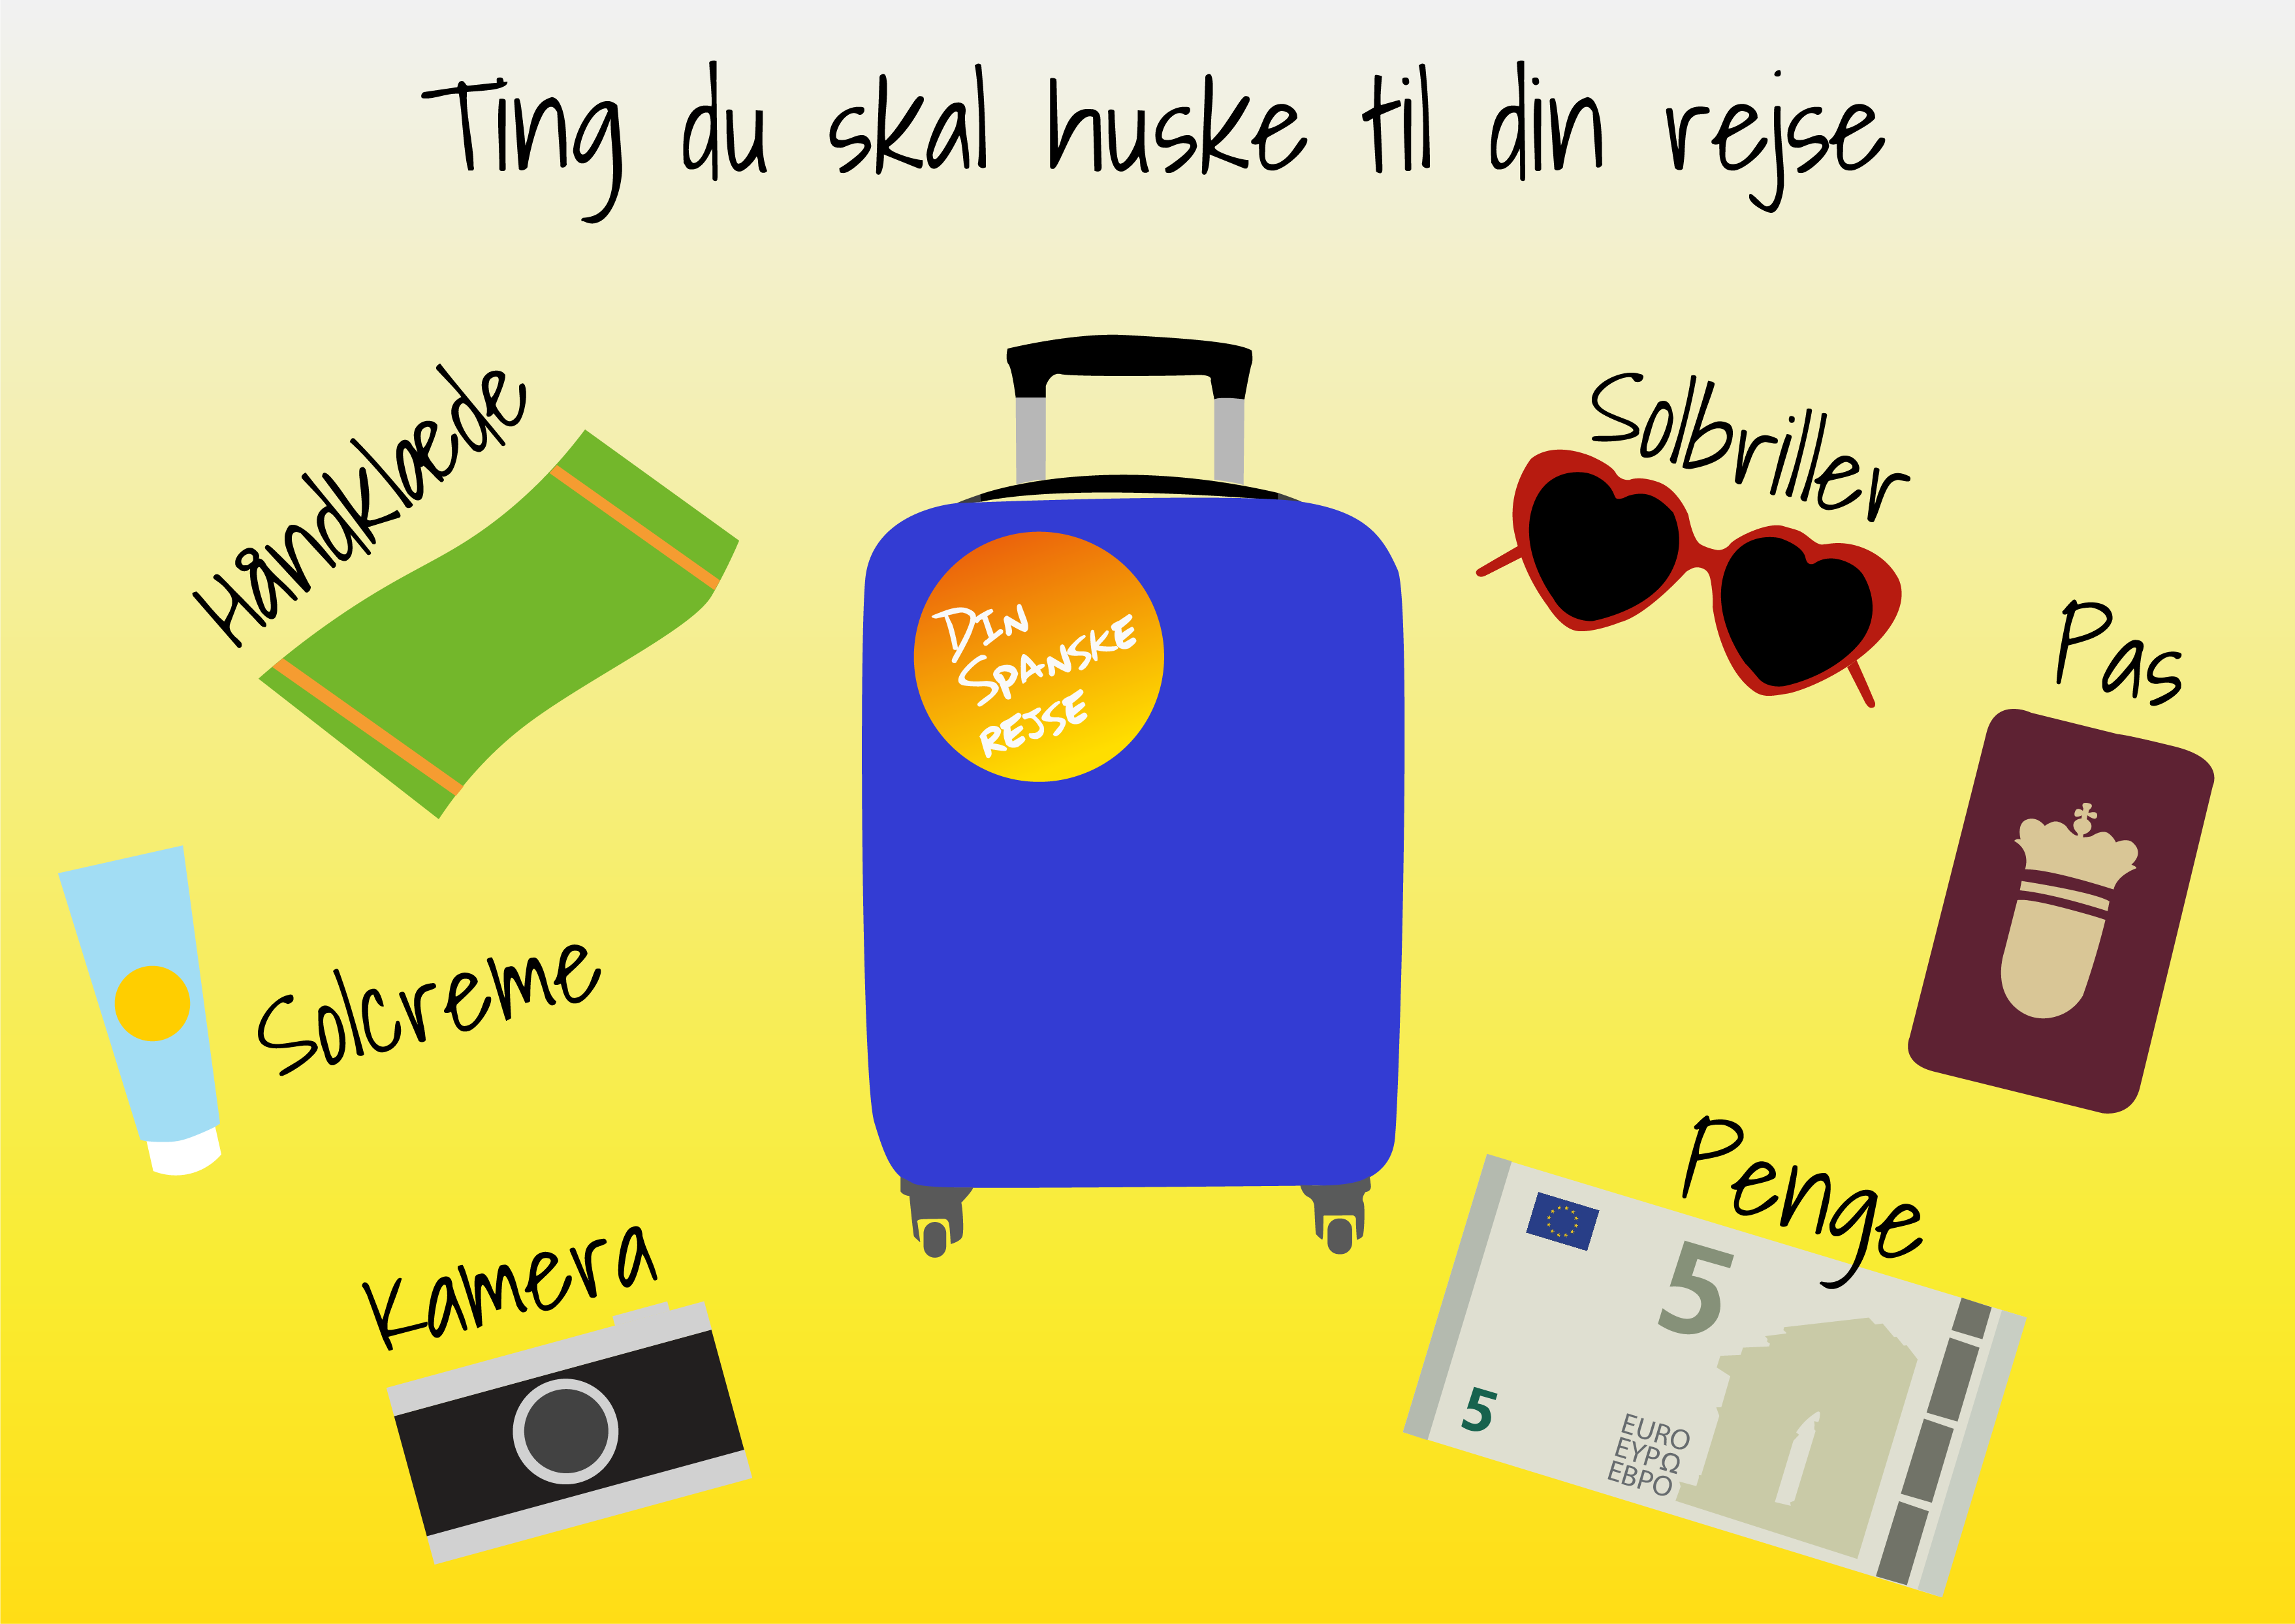 Ting du skal huske til din rejse
Håndklæde
Solbriller
DIN
SPANSKE
REJSE
Pas
Solcreme
Penge
5
5
EURO
ΕΥΡΩ
ЕВРО
Kamera